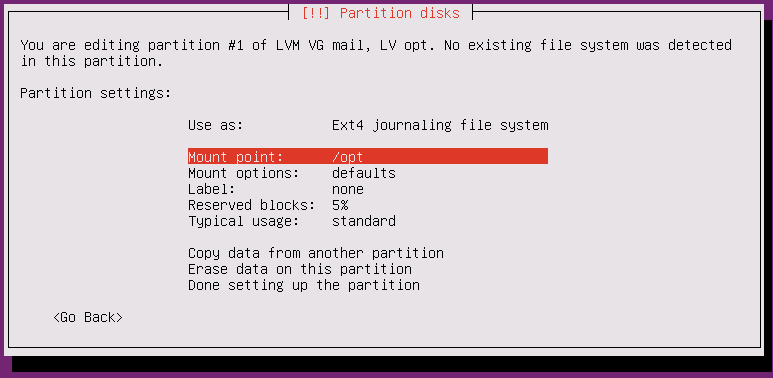 [!!] Partition disks
You are editing partition #1 of LVM VG mail, LV opt. No existing file system was detected
in this partition.
Partition settings:
Use as: Ext4 journaling file system
Mount point: /opt
Mount options: defaults
Label: none
Reserved blocks: 5%
Typical usage: standard
Copy data from another partition
Erase data on this partition
Done setting up the partition
<Go Back>